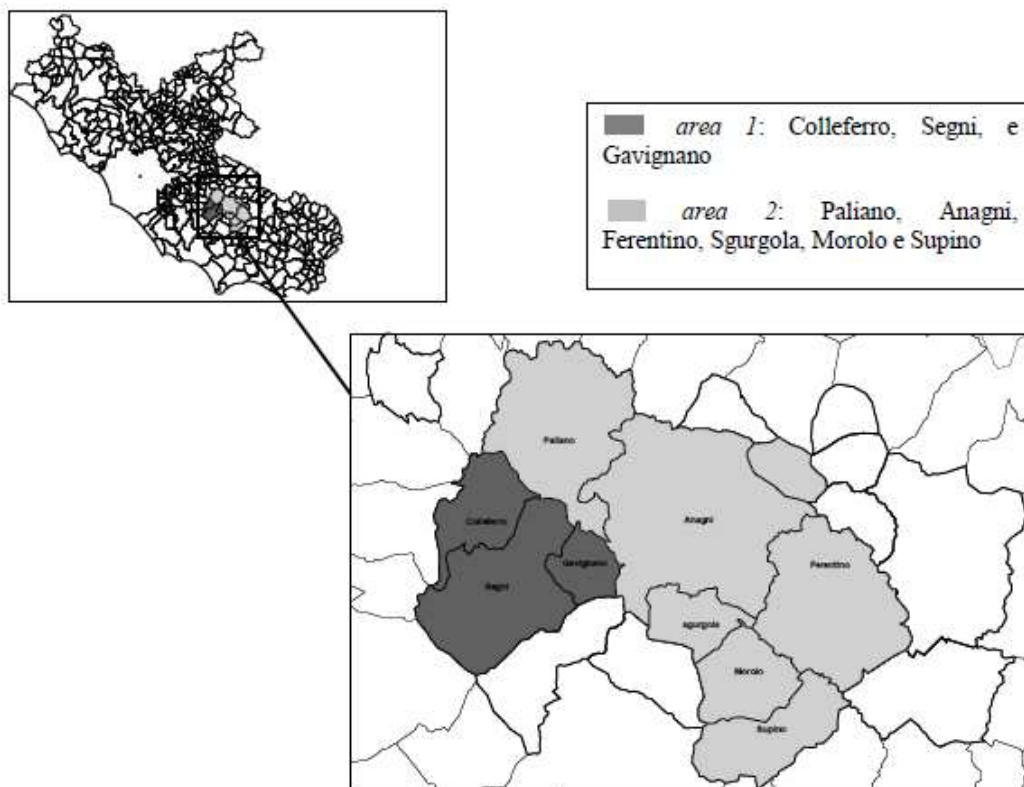 area 1: Colleferro, Segni, e
Gavignano
area 2: Paliano, Anagni,
Ferentino, Sgurgola, Morolo e Supino
Paliano
Colleferro
Anagni
Gavignano
Ferentino
Segni
sgurgola
Morolo
Supino